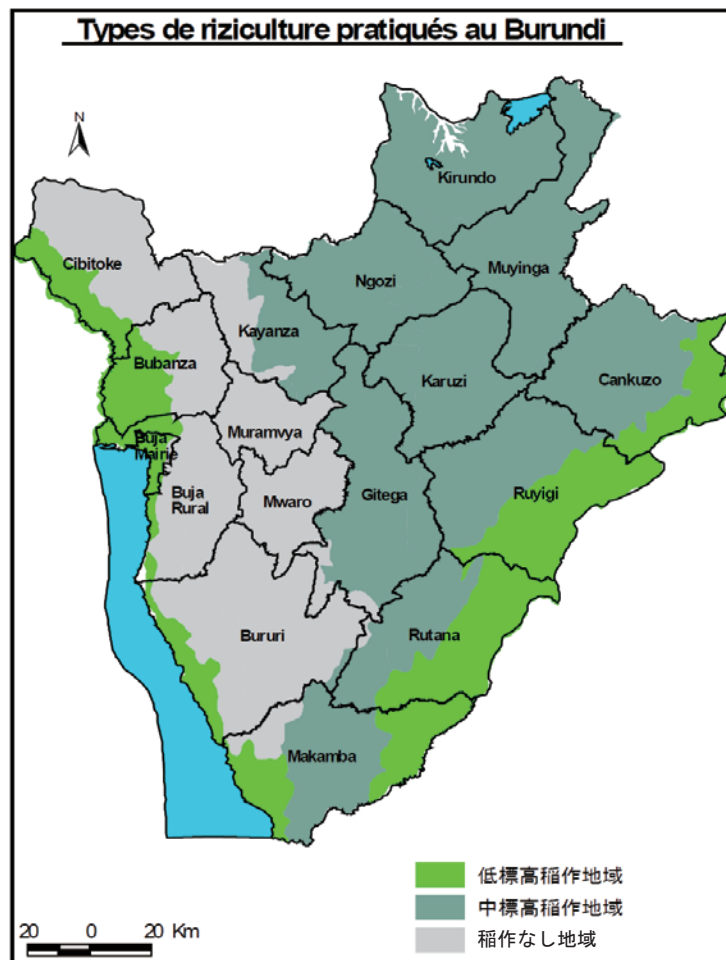 Types de riziculture pratiqués au Burundi
N
Kirundo
Cibitoke
Ngozi
Muyinga
Kayanza
Bubanza
Karuzi
Cankuzo
Muramvya
Buja
Mairie
Buja
Rural
Mwaro
Gitega
Ruyigi
Bururi
Rutana
Makamba
低標高稲作地域
中標高稲作地域
稲作なし地域
20 0 20 Km